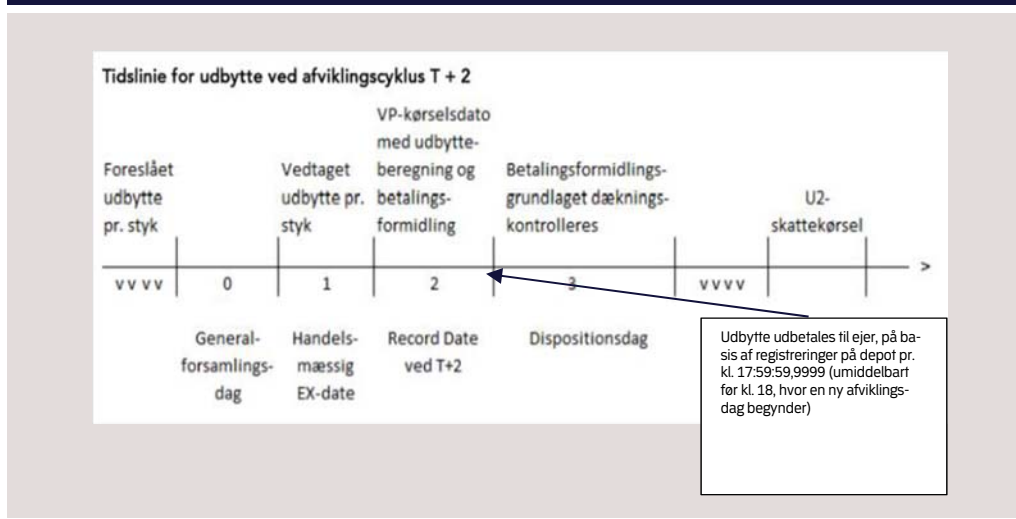 Tidslinie for udbytte ved afviklingscyklus T + 2
Foreslået
udbytte
pr. styk
Vedtaget
udbytte pr.
styk
VP-kørselsdato
med udbytte-
beregning og
betalings-
formidling
Betalingsformidlings-
grundlaget dæknings-
kontrolleres
U2-
skattekørsel
v v v v
0
1
2
3
v v v v
>
General-
forsamlings-
dag
Handels-
mæssig
EX-date
Record Date
ved T+2
Dispositionsdag
Udbytte udbetales til ejer, på ba-
sis af registreringer på depot pr.
kl. 17:59:59,9999 (umiddelbart
før kl. 18, hvor en ny afviklings-
dag begynder)